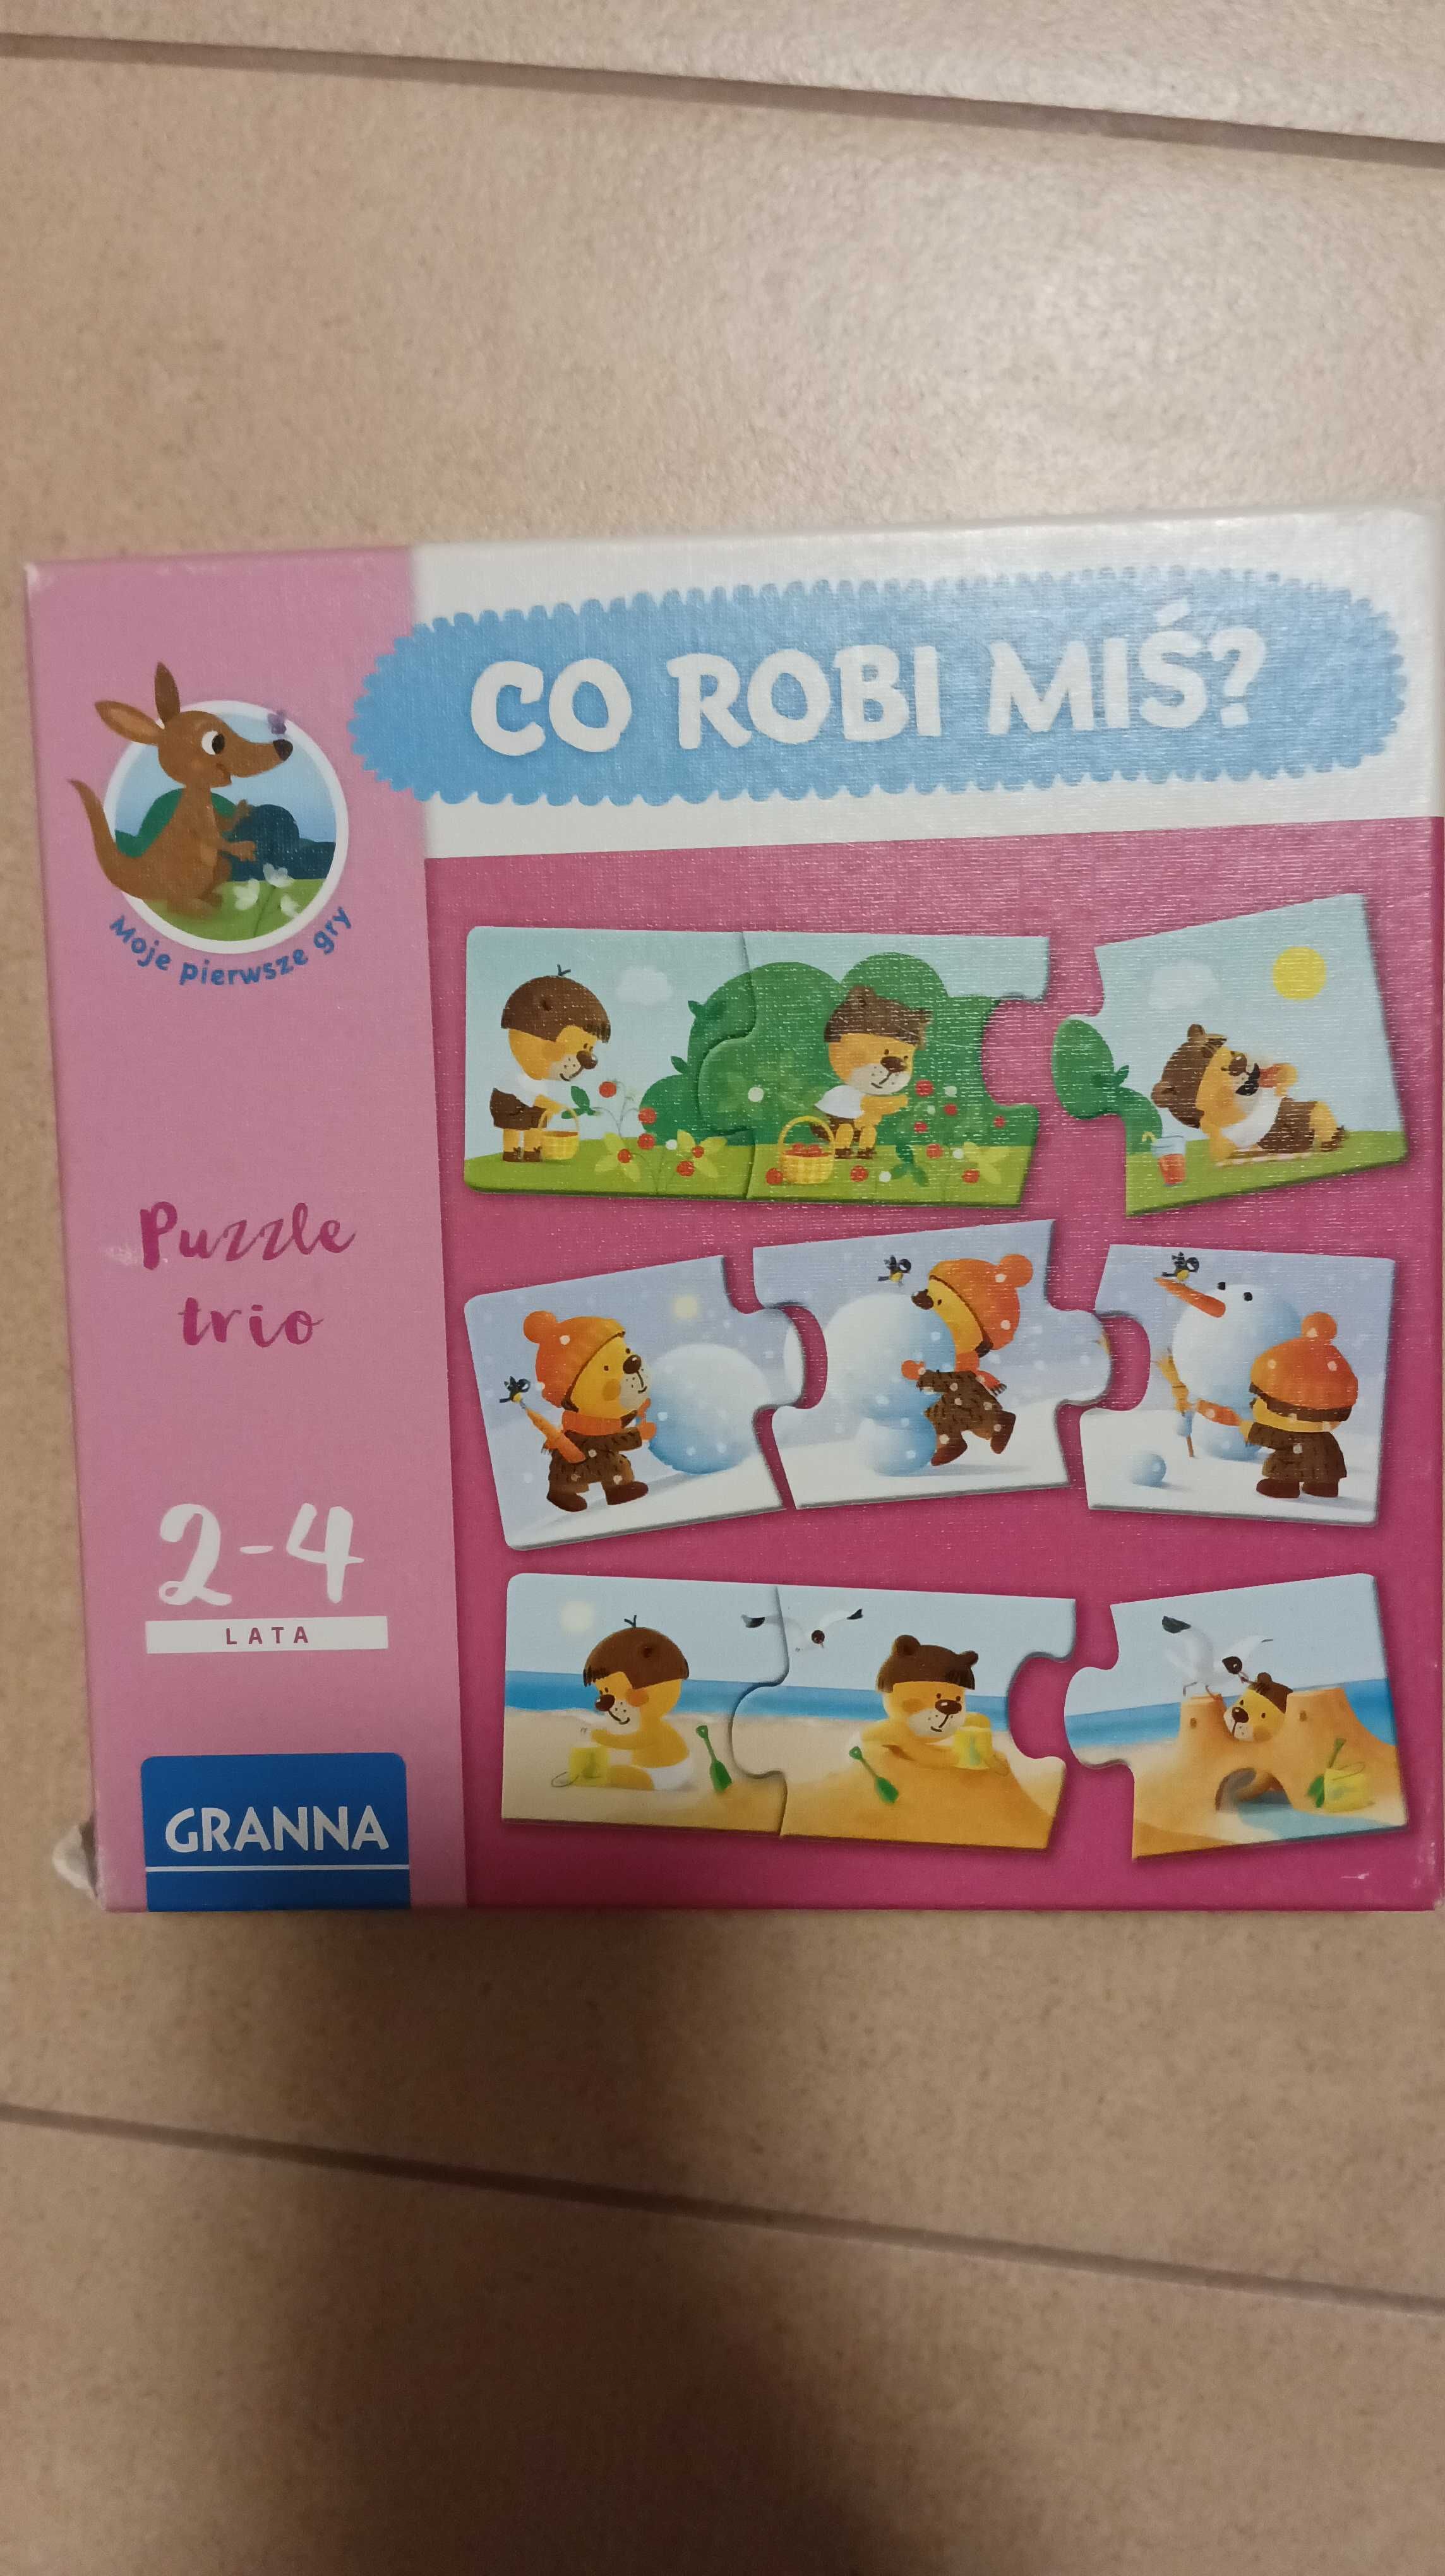 CO ROBI MIŚ?
Moje pierwsze gry
Puzzle
trio
2-4
LATA
GRANNA